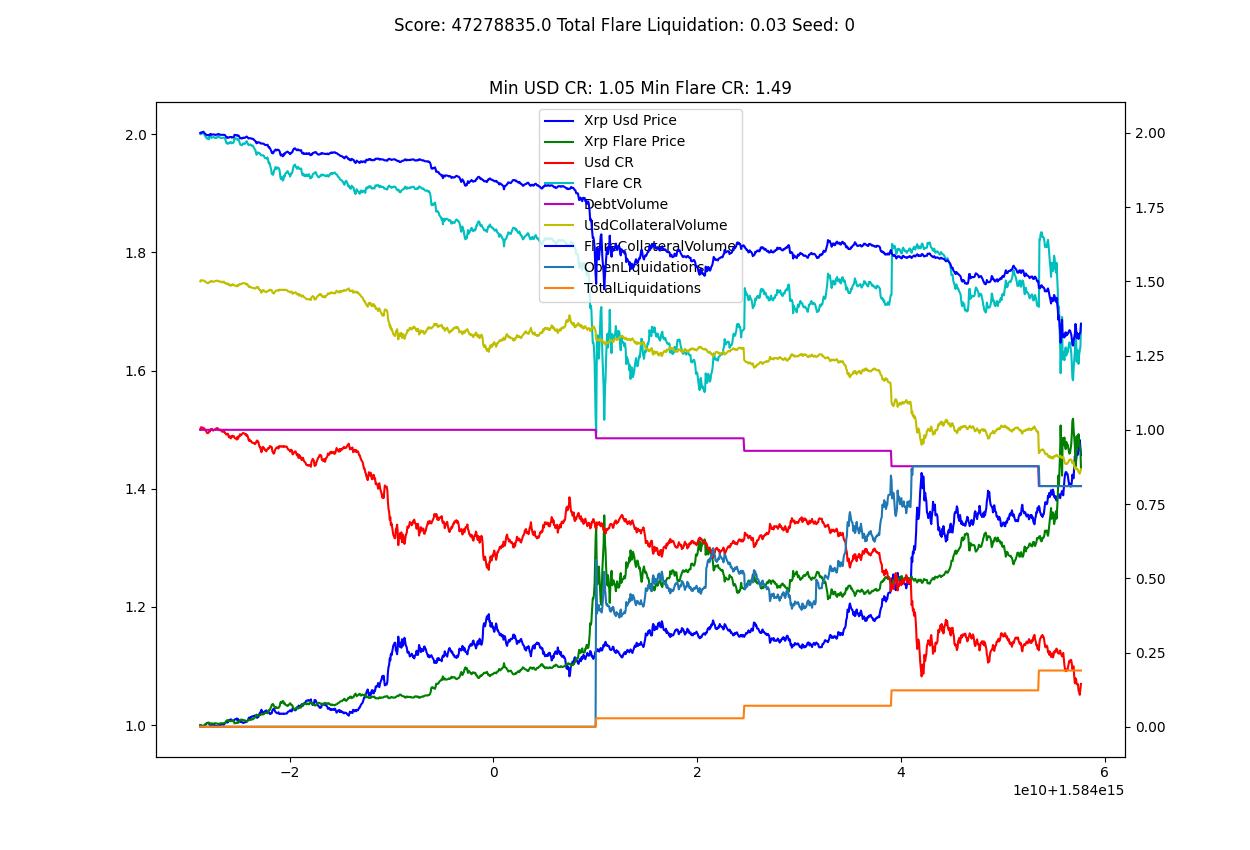 Score: 47278835.0 Total Flare Liquidation: 0.03 Seed: 0
Min USD CR: 1.05 Min Flare CR: 1.49
Xrp Usd Price
Xrp Flare Price
Usd CR
Flare CR
DebtVolume
UsdCollateralVolume
FlareCollateralVolume
OpenLiquidations
TotalLiquidations
2.0
1.8
1.6
1.4
1.2
1.0
2.00
1.75
1.50
1.25
1.00
0.75
0.50
0.25
0.00
−2 0 2 4 6
1e10+1.584e15